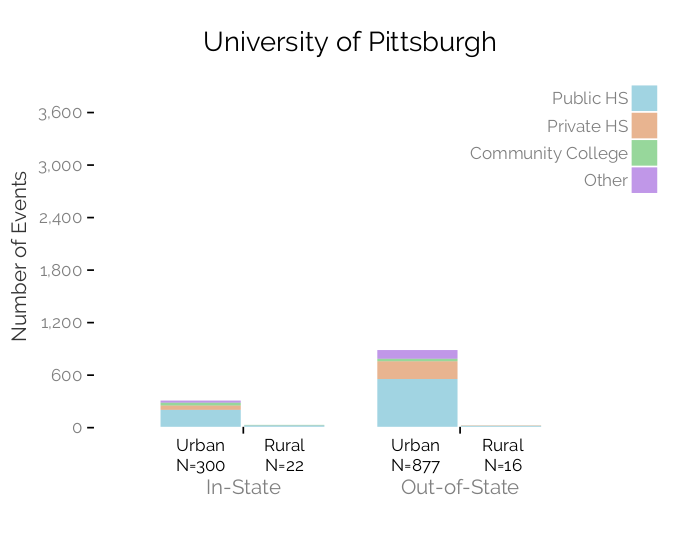 University of Pittsburgh
Public HS
Private HS
Community College
Other
Number of Events
3,600
3,000
2,400
1,800
1,200
600
0
Urban Rural Urban Rural
N=300 N=22 N=877 N=16
In-State Out-of-State